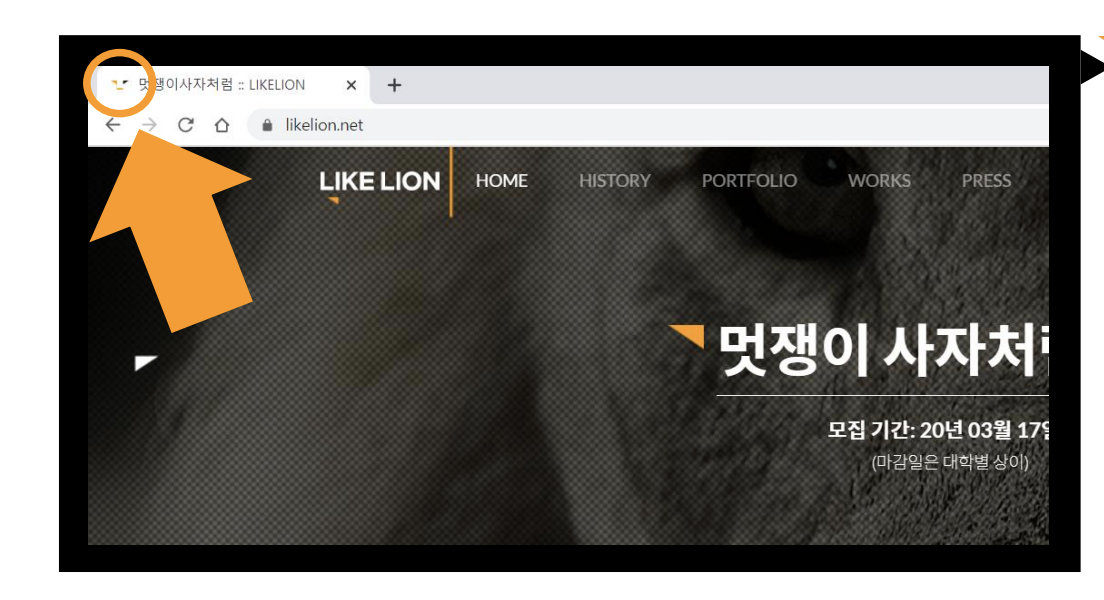 멋쟁이사자처럼 :: LIKELION
likelion.net
LIKE LION HOME HISTORY PORTFOLIO WORKS PRESS
멋쟁이 사자처
모집 기간: 20년 03월 17
(마감일은 대학별 상이)